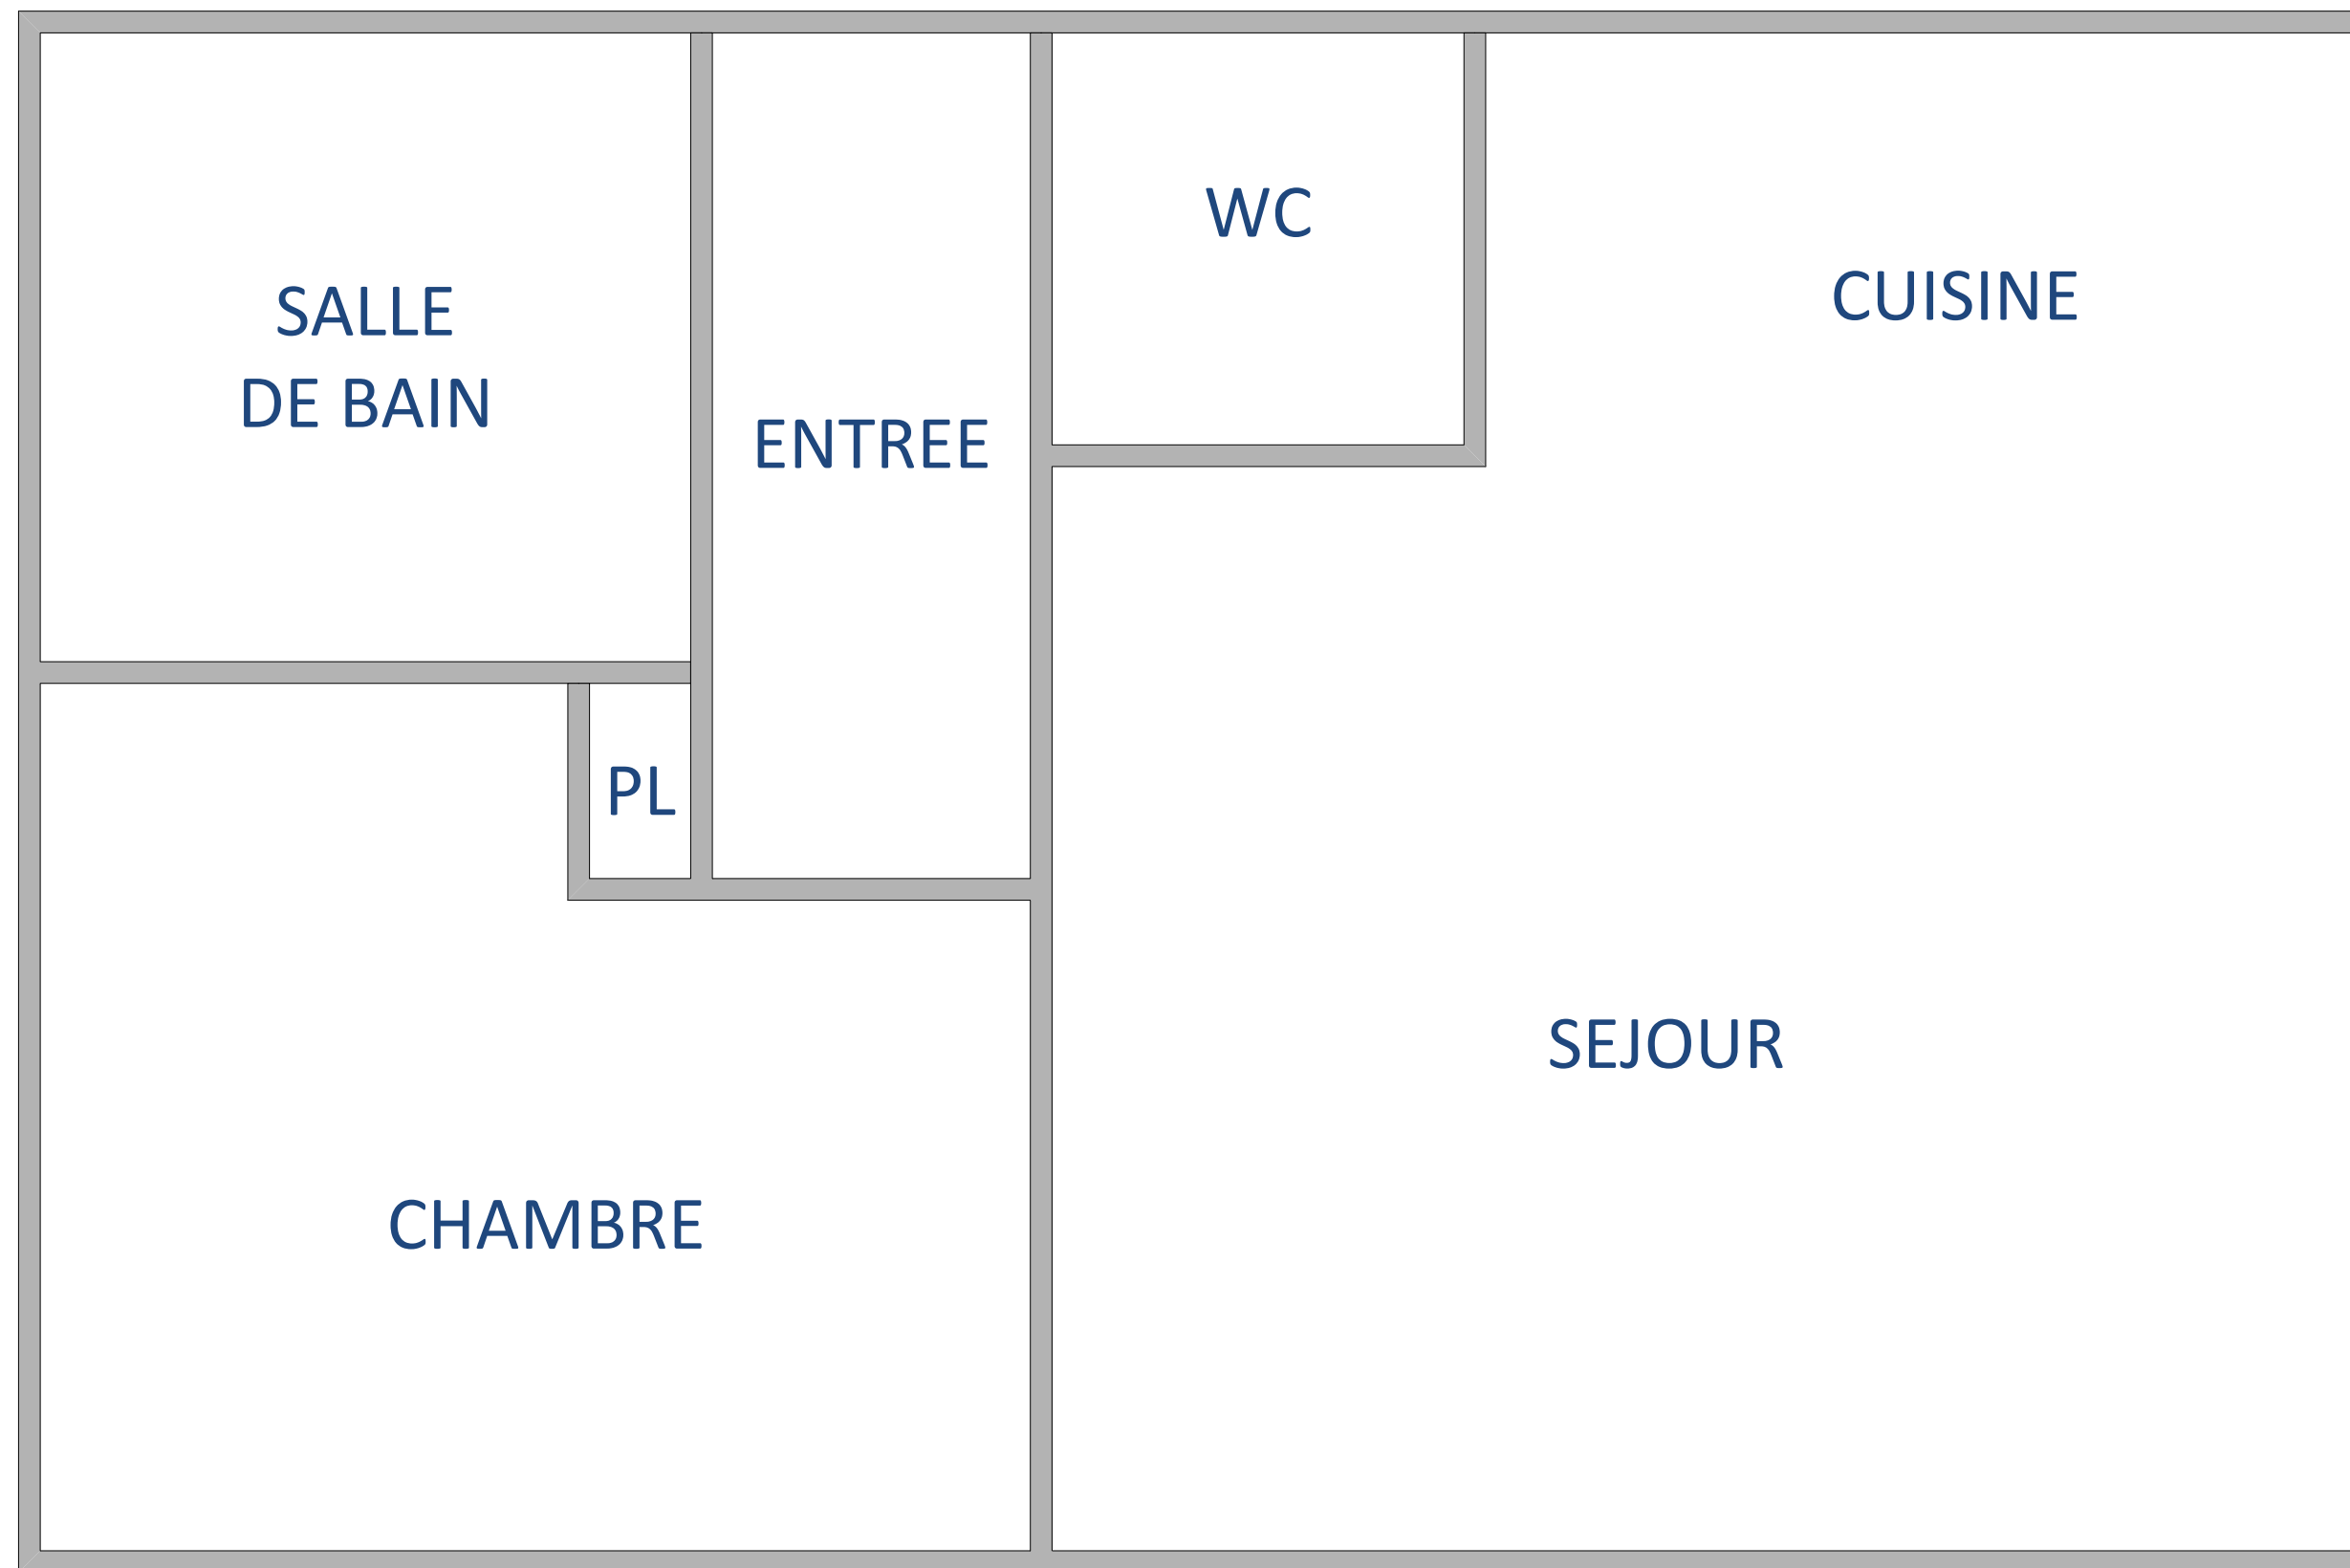 SALLE
DE BAIN
ENTREE
WC
CUISINE
PL
SEJOUR
CHAMBRE